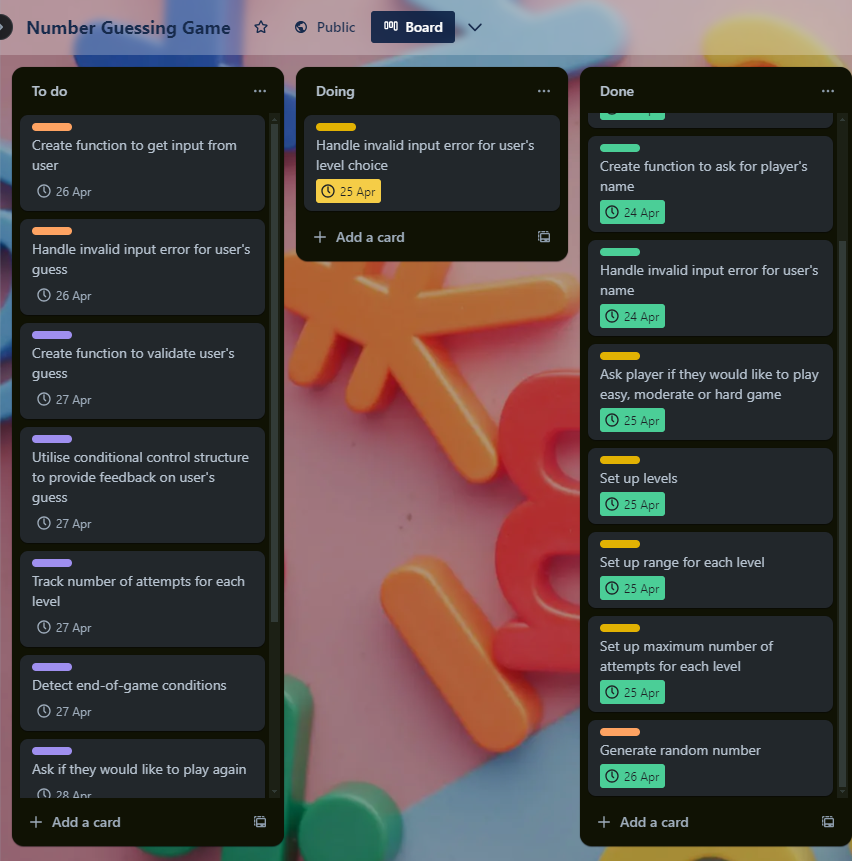 Number Guessing Game
Public
Board
To do
Create function to get input from
user
26 Apr
Handle invalid input error for user's
guess
26 Apr
Create function to validate user's
guess
27 Apr
Utilise conditional control structure
to provide feedback on user's
guess
27 Apr
Track number of attempts for each
level
27 Apr
Detect end-of-game conditions
27 Apr
Ask if they would like to play again
28 Apr
Add a card
Doing
Handle invalid input error for user's
level choice
25 Apr
Add a card
Done
Create function to ask for player's
name
24 Apr
Handle invalid input error for user's
name
24 Apr
Ask player if they would like to play
easy, moderate or hard game
25 Apr
Set up levels
25 Apr
Set up range for each level
25 Apr
Set up maximum number of
attempts for each level
25 Apr
Generate random number
26 Apr
Add a card